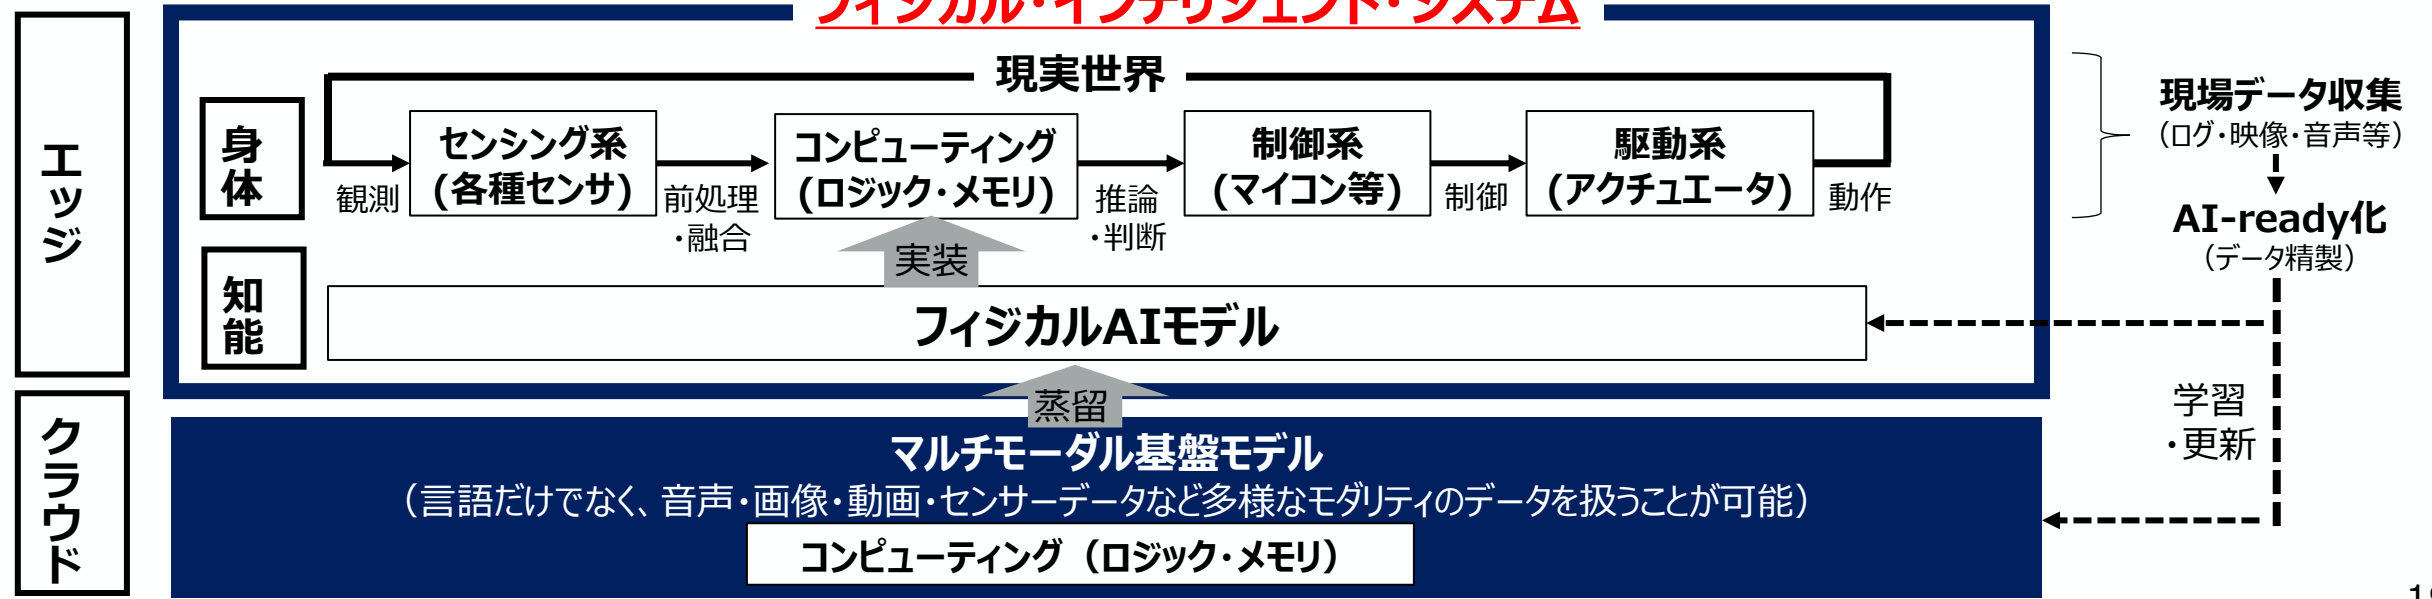 フィジカル・インテリジェント・システム
エッジ
身体
現実世界
観測
センシング系
(各種センサ)
前処理
・融合
コンピューティング
(ロジック・メモリ)
推論
・判断
制御系
(マイコン等)
制御
駆動系
(アクチュエータ)
動作
実装
知能
フィジカルAIモデル
蒸留
クラウド
マルチモーダル基盤モデル
（言語だけでなく、音声・画像・動画・センサーデータなど多様なモダリティのデータを扱うことが可能）
コンピューティング（ロジック・メモリ）
現場データ収集
（ログ・映像・音声等）
AI-ready化
（データ精製）
学習
・更新